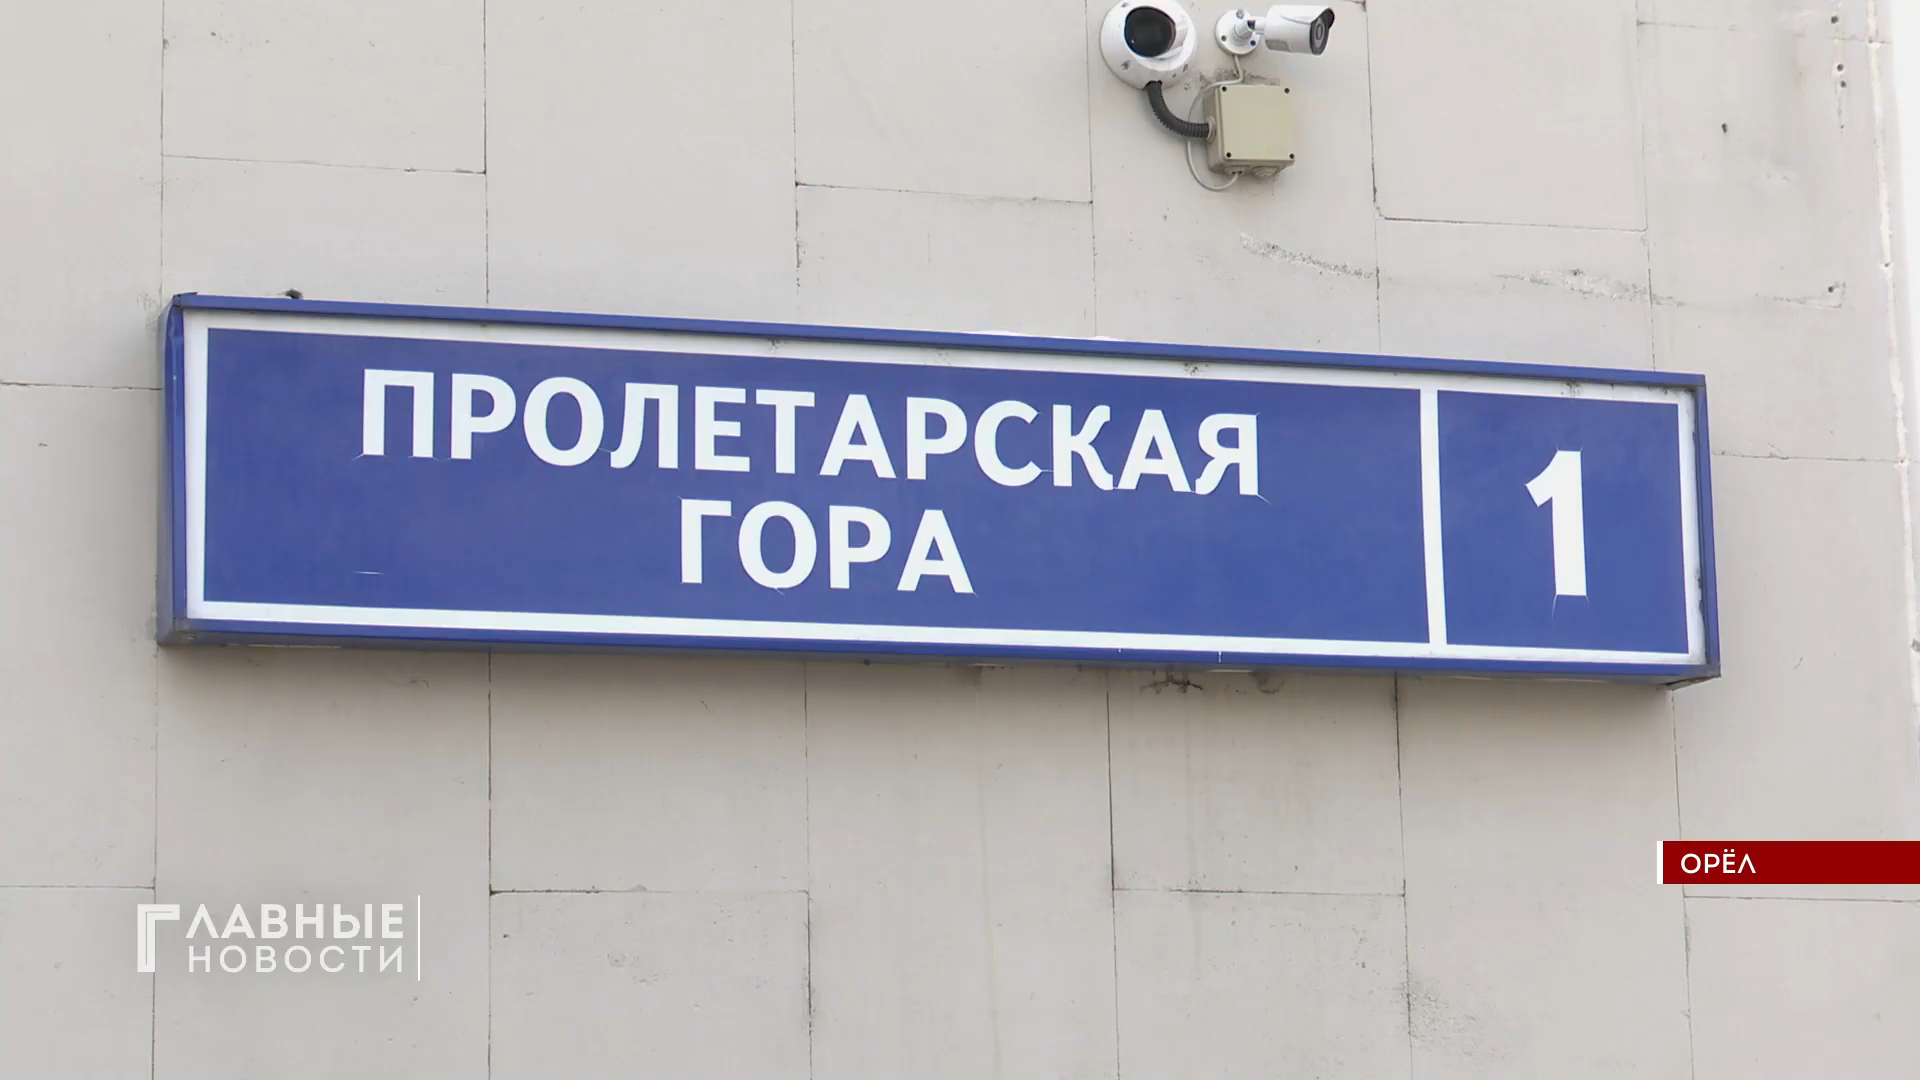 ПРОЛЕТАРСКАЯ
ГОРА
1
ОРЁЛ
ГЛАВНЫЕ
НОВОСТИ